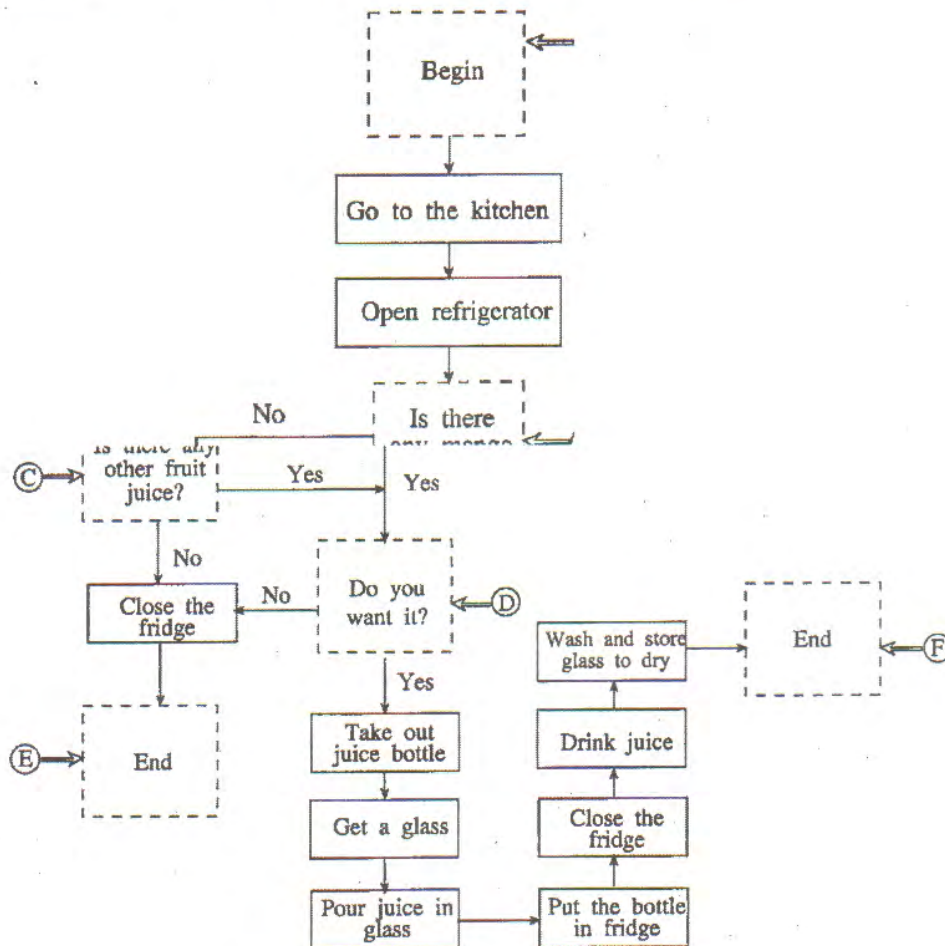 Begin
Go to the kitchen
Open refrigerator
Is there
No
other fruit
juice?
C
Yes
Yes
No
Close the
fridge
No
Do you
want it?
D
Yes
E
End
Take out
juice bottle
Get a glass
Pour juice in
glass
Put the bottle
in fridge
Close the
fridge
Drink juice
Wash and store
glass to dry
End
F